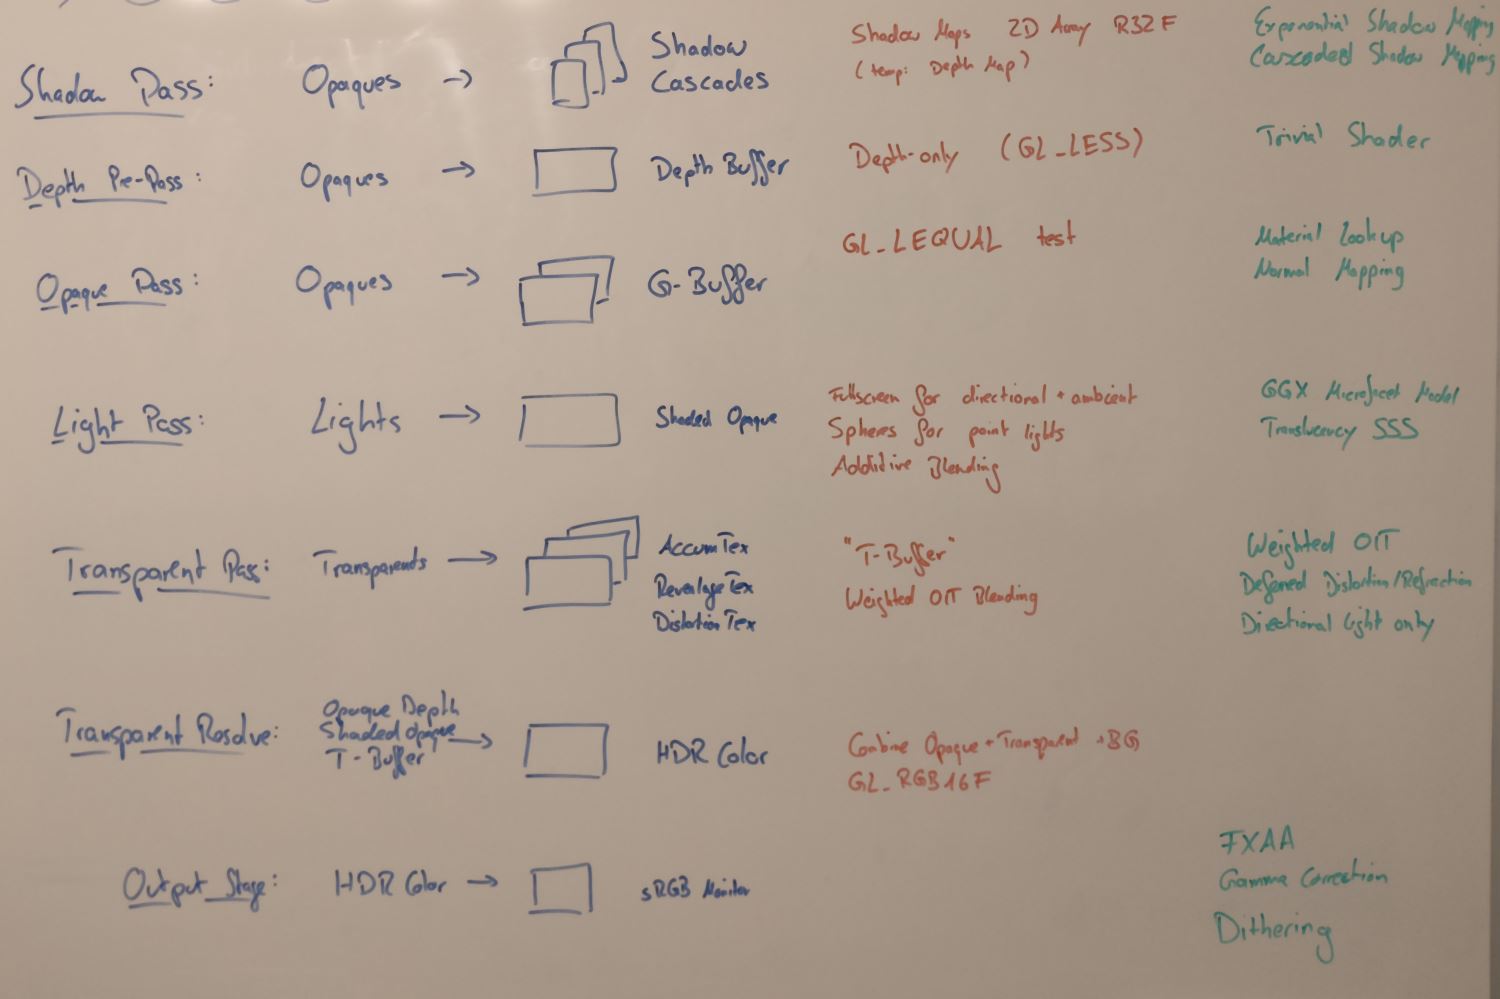 Shadow Pass: Opaques → Shadow Cascades Shadow Maps 2D Array R32F Exponential Shadow Mapping
(temp: Depth Map) Cascaded Shadow Mapping
Depth Pre-Pass: Opaques → Depth Buffer Depth-only (GL_LESS) Trivial Shader
Opaque Pass: Opaques → G-Buffer GL_LEQUAL test Material Lookup
Normal Mapping
Light Pass: Lights → Shaded Opaque Fullscreen for directional + ambient GGX Microfacet Model
Spheres for point lights Translucency SSS
Additive Blending
Transparent Pass: Transparents → AccumTex "T-Buffer" Weighted OIT
RevealageTex Weighted OIT Blending Deferred Distortion/Refraction
DistortionTex Directional Light only
Transparent Resolve: Opaque Depth
Shaded Opaque → HDR Color Combine Opaque + Transparent + BG
T-Buffer GL_RGB16F
Output Stage: HDR Color → sRGB Monitor FXAA
Gamma Correction
Dithering